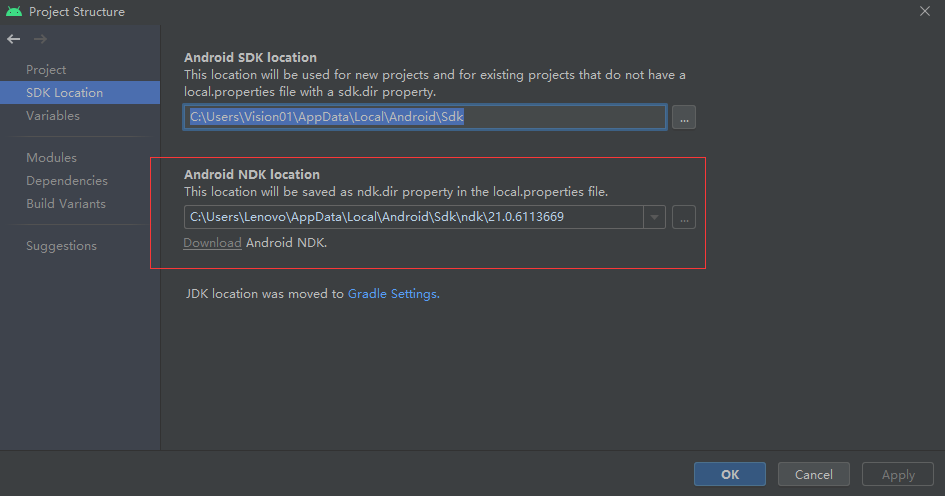 Project Structure
Project
SDK Location
Variables
Modules
Dependencies
Build Variants
Suggestions
Android SDK location
This location will be used for new projects and for existing projects that do not have a
local.properties file with a sdk.dir property.
C:\Users\Vision01\AppData\Local\Android\Sdk
...
Android NDK location
This location will be saved as ndk.dir property in the local.properties file.
C:\Users\Lenovo\AppData\Local\Android\Sdk\ndk\21.0.6113669
...
Download Android NDK.
JDK location was moved to Gradle Settings.
OK
Cancel
Apply